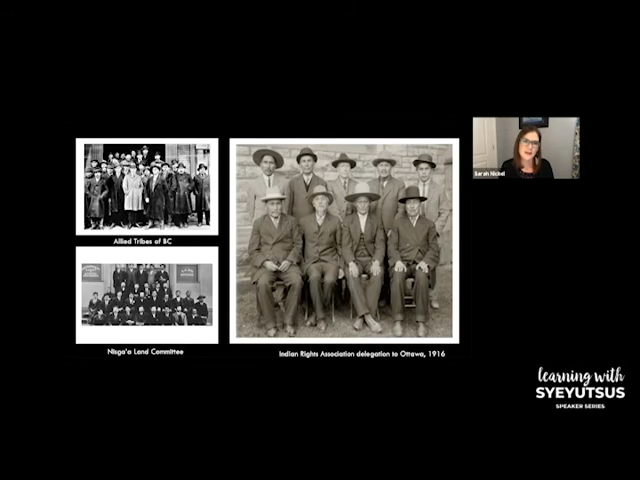 Sarah Nickel
Allied Tribes of BC
Nisga'a Land Committee
Indian Rights Association delegation to Ottawa, 1916
learning with
SYEYUTSUS
SPEAKER SERIES